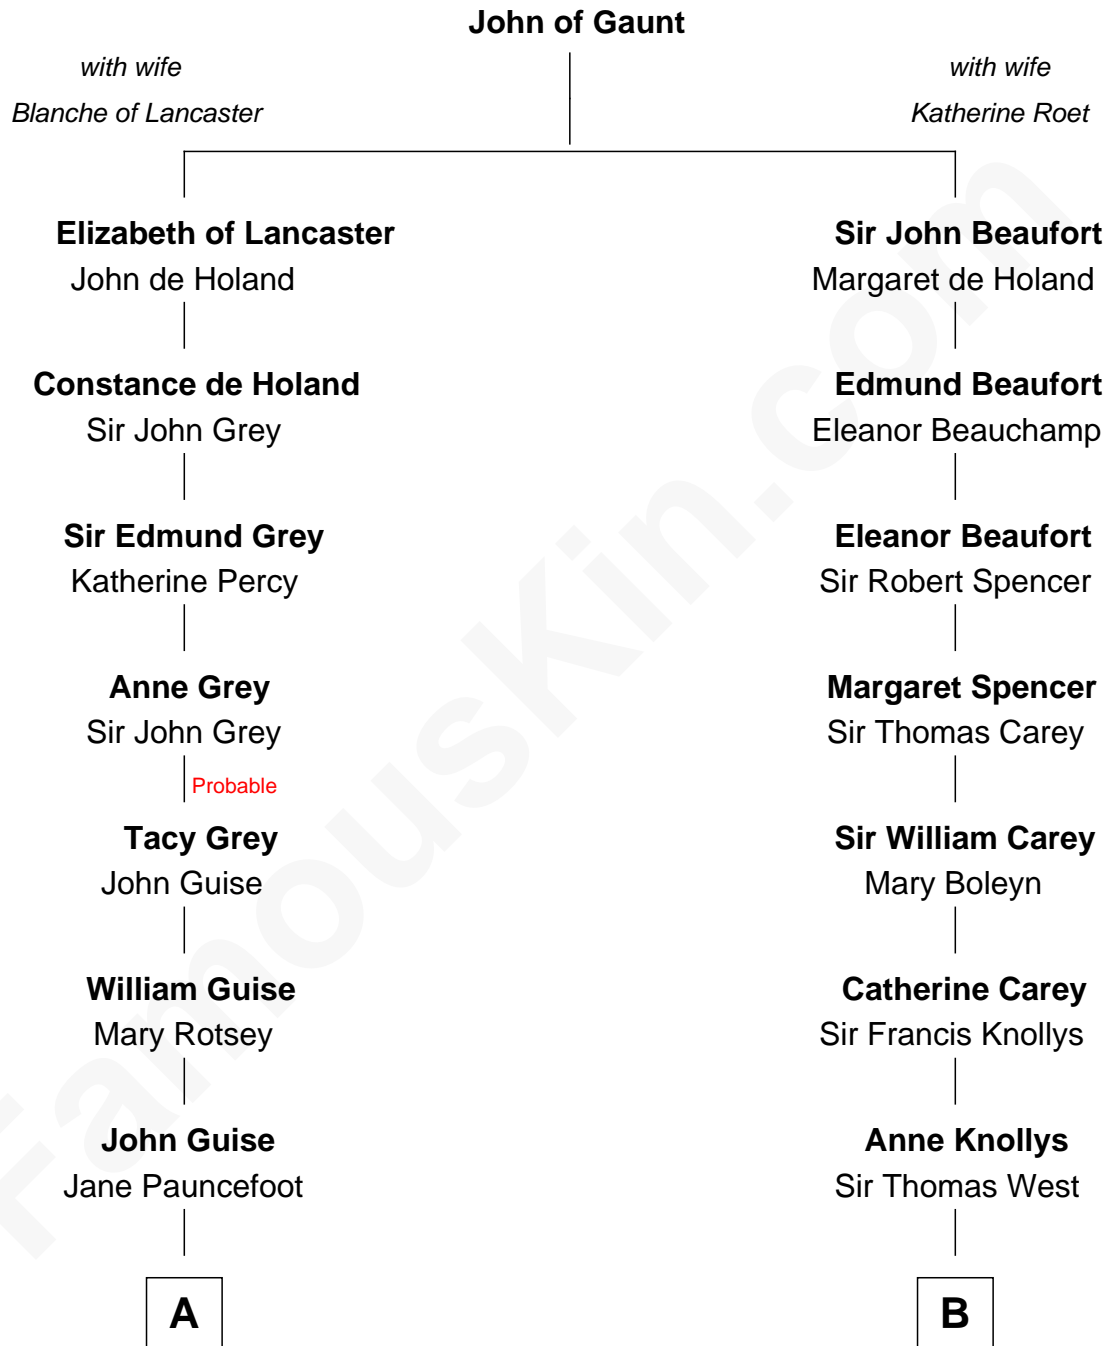 John of Gaunt
with wife
Blanche of Lancaster
with wife
Katherine Roet
Elizabeth of Lancaster
John de Holand
Sir John Beaufort
Margaret de Holand
Constance de Holand
Sir John Grey
Edmund Beaufort
Eleanor Beauchamp
Sir Edmund Grey
Katherine Percy
Eleanor Beaufort
Sir Robert Spencer
Anne Grey
Sir John Grey
Margaret Spencer
Sir Thomas Carey
Probable
Tacy Grey
John Guise
Sir William Carey
Mary Boleyn
William Guise
Mary Rotsey
Catherine Carey
Sir Francis Knollys
John Guise
Jane Pauncefoot
Anne Knollys
Sir Thomas West
A
B
FamousKin.com